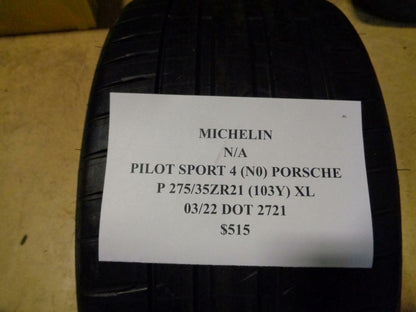 MICHELIN
N/A
PILOT SPORT 4 (N0) PORSCHE
P 275/35ZR21 (103Y) XL
03/22 DOT 2721
$515